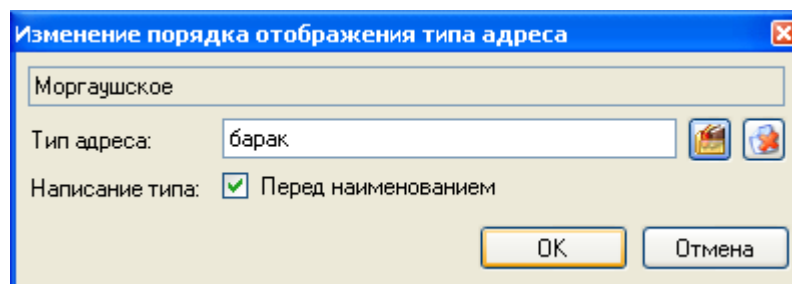 Изменение порядка отображения типа адреса
Моргаушское
Тип адреса: барак
Написание типа: Перед наименованием
OK Отмена